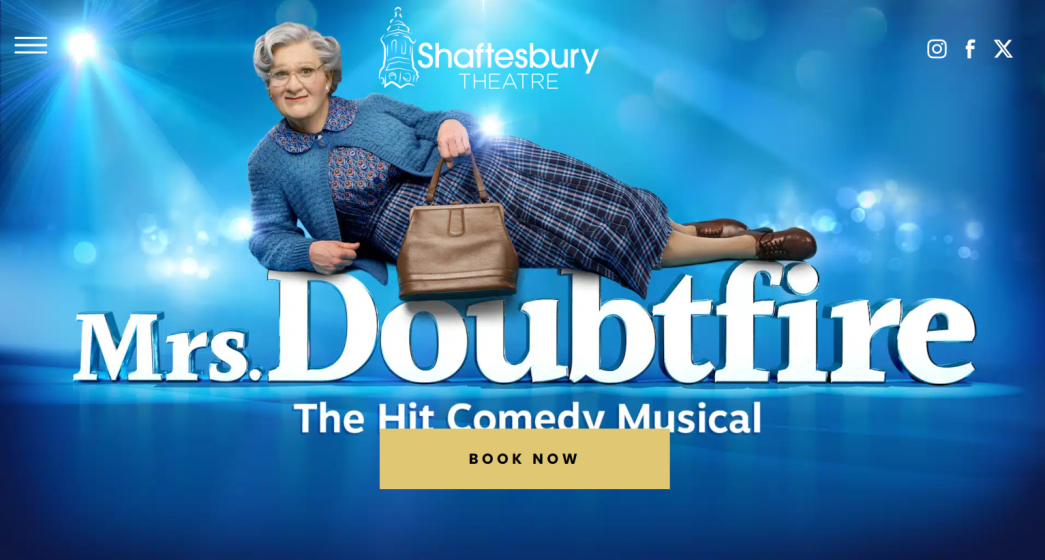 Shaftesbury
THEATRE
Mrs. Doubtfire
The Hit Comedy Musical
BOOK NOW